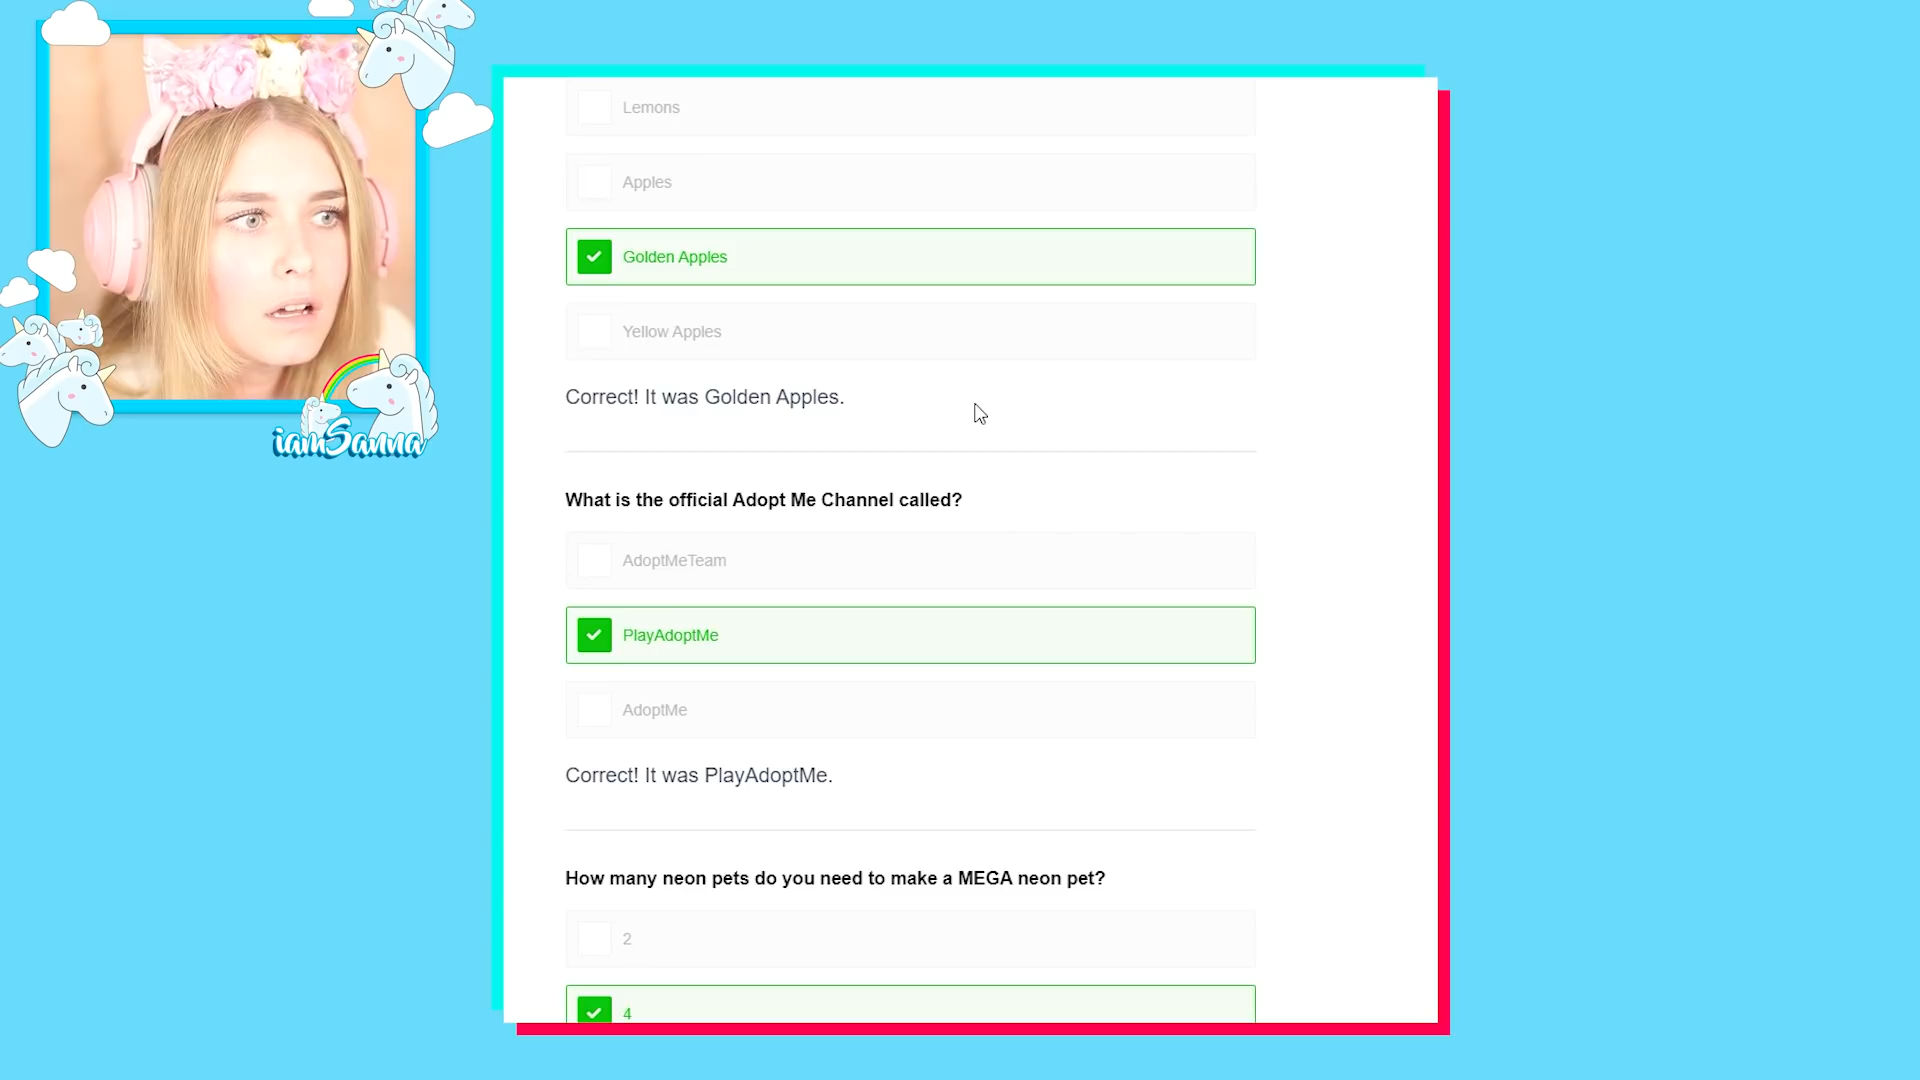 Lemons
Apples
Golden Apples
Yellow Apples
Correct! It was Golden Apples.
iamSanna
What is the official Adopt Me Channel called?
AdoptMeTeam
PlayAdoptMe
AdoptMe
Correct! It was PlayAdoptMe.
How many neon pets do you need to make a MEGA neon pet?
2
4